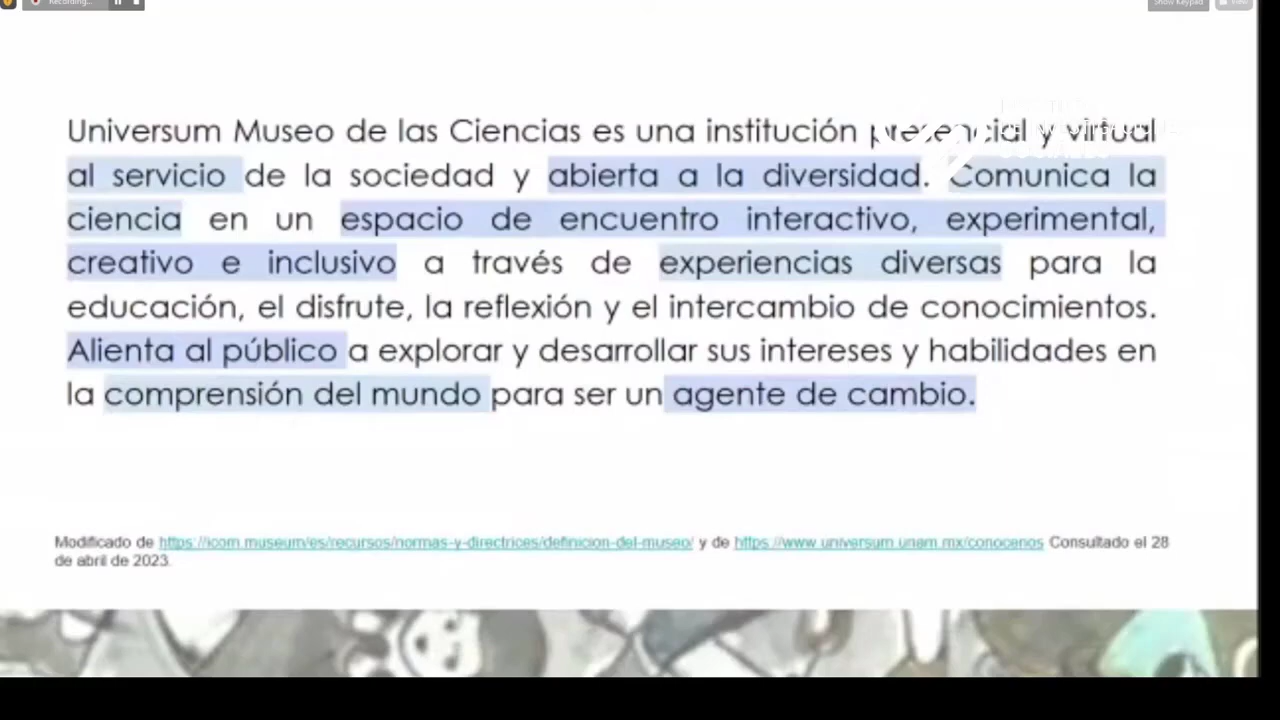 Recording...
Show Keypad
View
Universum Museo de las Ciencias es una institución y virtual
al servicio de la sociedad y abierta a la diversidad. Comunica la
ciencia en un espacio de encuentro interactivo, experimental,
creativo e inclusivo a través de experiencias diversas para la
educación, el disfrute, la reflexión y el intercambio de conocimientos.
Alienta al público a explorar y desarrollar sus intereses y habilidades en
la comprensión del mundo para ser un agente de cambio.
Modificado de https://icom.museum/es/recursos/normas-y-directrices/definicion-del-museo/ y de https://www.universum.unam.mx/conocenos Consultado el 28
de abril de 2023.